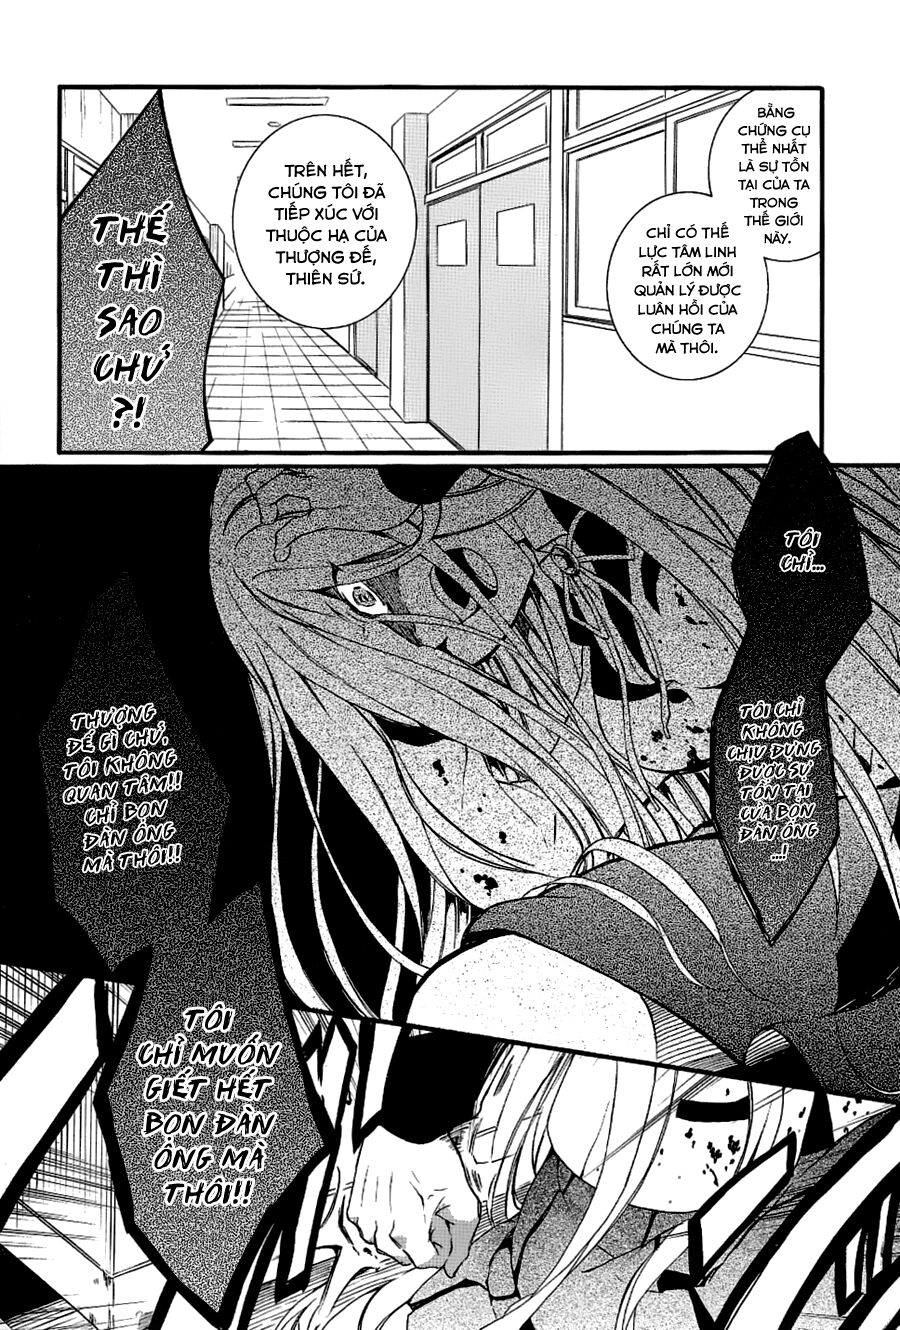 BẰNG
CHỨNG CỤ
THỂ NHẤT
LÀ SỰ TỒN
TẠI CỦA TA
TRONG
THẾ GIỚI
NÀY.
CHỈ CÓ THẾ
LỰC TÂM LINH
RẤT LỚN MỚI
QUẢN LÝ ĐƯỢC
LUÂN HỒI CỦA
CHÚNG TA
MÀ THÔI.
TRÊN HẾT,
CHÚNG TÔI ĐÃ
TIẾP XÚC VỚI
THUỘC HẠ CỦA
THƯỢNG ĐẾ,
THIÊN SỨ.
THẾ
THÌ
SAO
CHỨ
?!
TÔI
CHỈ...
TÔI CHỈ
KHÔNG
CHỊU ĐỰNG
ĐƯỢC SỰ
TỒN TẠI
CỦA BỌN
ĐÀN ÔNG
...!
THƯỢNG
ĐẾ GÌ CHỨ,
TÔI KHÔNG
QUAN TÂM!!
CHỈ BỌN
ĐÀN ÔNG
MÀ THÔI!!
TÔI
CHỈ MUỐN
GIẾT HẾT
BỌN ĐÀN
ÔNG MÀ
THÔI!!